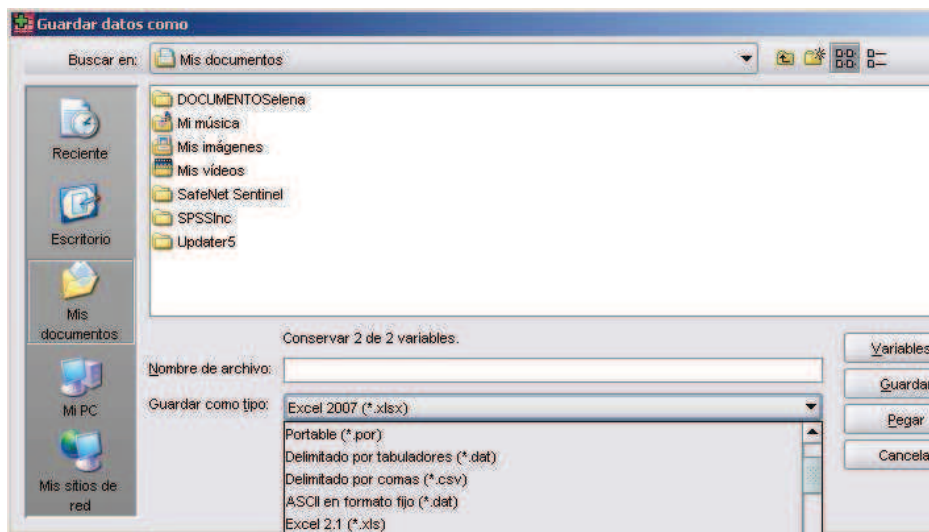 Guardar datos como
Buscar en: Mis documentos
Reciente
Escritorio
Mis documentos
Mi PC
Mis sitios de red
DOCUMENTOSelena
Mi música
Mis imágenes
Mis vídeos
SafeNet Sentinel
SPSSInc
Updater5
Conservar 2 de 2 variables.
Nombre de archivo:
Guardar como tipo: Excel 2007 (*.xlsx)
Portable (*.por)
Delimitado por tabuladores (*.dat)
Delimitado por comas (*.csv)
ASCII en formato fijo (*.dat)
Excel 2.1 (*.xls)
Variables
Guardar
Pegar
Cancela